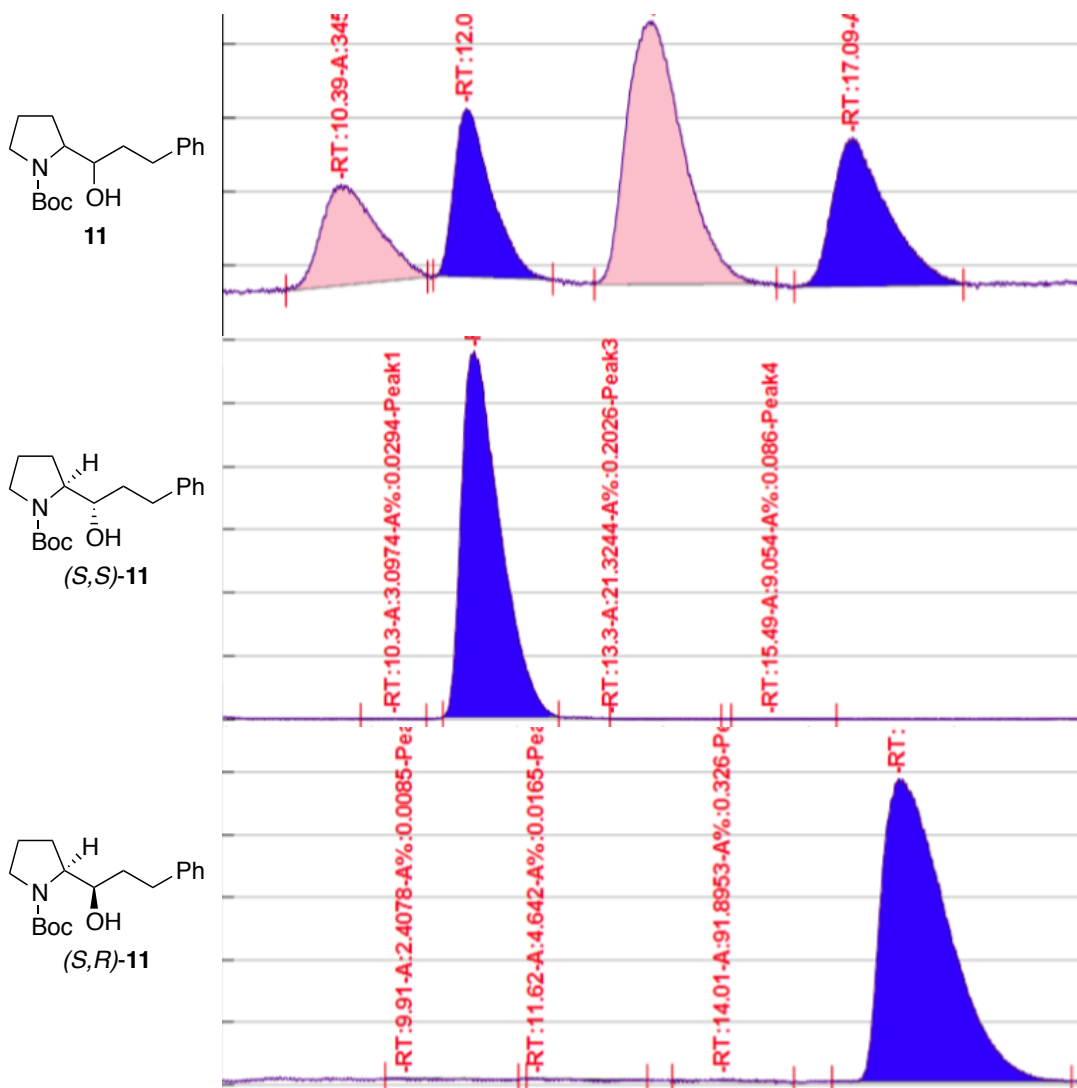 N
Boc
OH
Ph
11
-RT:10.39-A:345
-RT:12.0
-RT:17.09-A
H
N
Boc
OH
Ph
(S,S)-11
-RT:10.3-A:3.0974-A%:0.0294-Peak1
-RT:13.3-A:21.3244-A%:0.2026-Peak3
-RT:15.49-A:9.054-A%:0.086-Peak4
H
N
Boc
OH
Ph
(S,R)-11
-RT:9.91-A:2.4078-A%:0.0085-Pea
-RT:11.62-A:4.642-A%:0.0165-Pea
-RT:14.01-A:91.8953-A%:0.326-Pe
-RT: